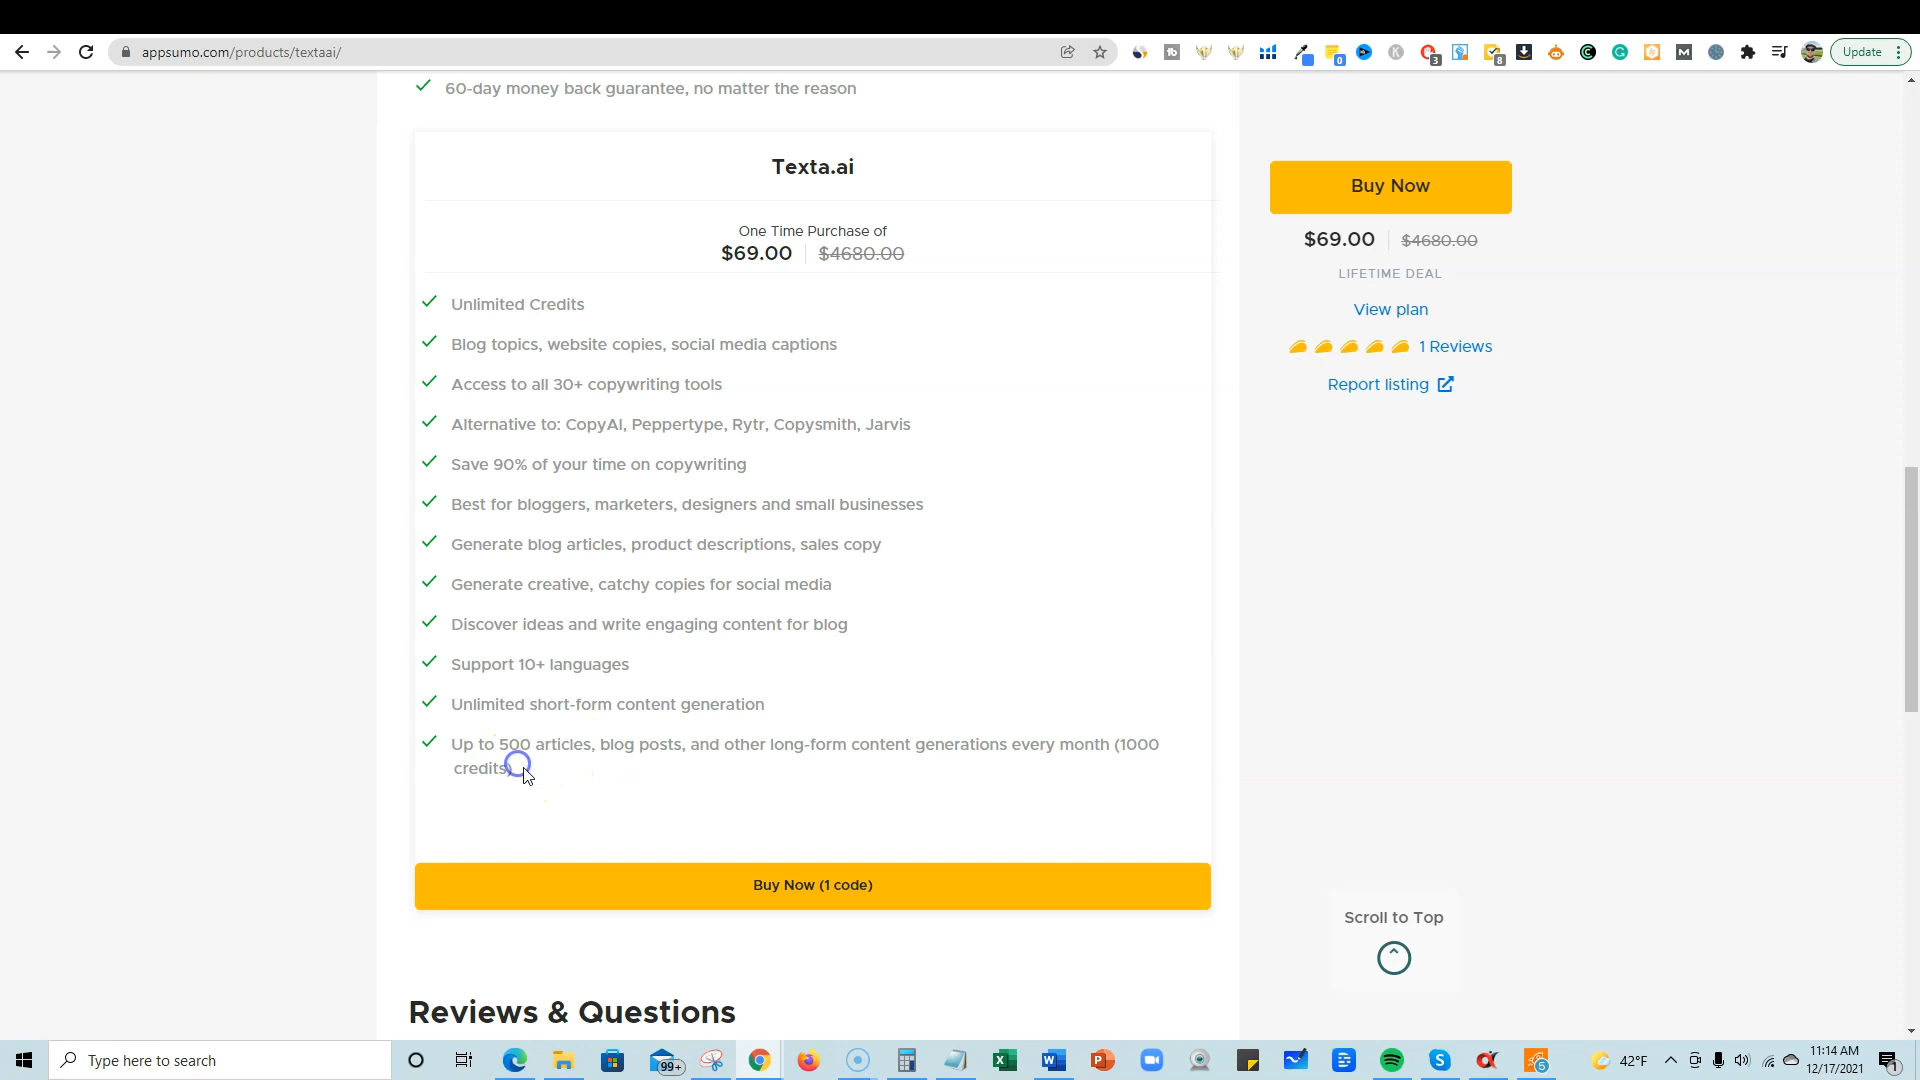 appsumo.com/products/textaai/
3
0
8
Update
60-day money back guarantee, no matter the reason
Texta.ai
One Time Purchase of
$69.00 $4680.00
Unlimited Credits
Blog topics, website copies, social media captions
Access to all 30+ copywriting tools
Alternative to: CopyAI, Peppertype, Rytr, Copysmith, Jarvis
Save 90% of your time on copywriting
Best for bloggers, marketers, designers and small businesses
Generate blog articles, product descriptions, sales copy
Generate creative, catchy copies for social media
Discover ideas and write engaging content for blog
Support 10+ languages
Unlimited short-form content generation
Up to 500 articles, blog posts, and other long-form content generations every month (1000
credits)
Buy Now (1 code)
Buy Now
$69.00 $4680.00
LIFETIME DEAL
View plan
1 Reviews
Report listing
Scroll to Top
Reviews & Questions
Type here to search
99+
5
42°F
11:14 AM
12/17/2021
1